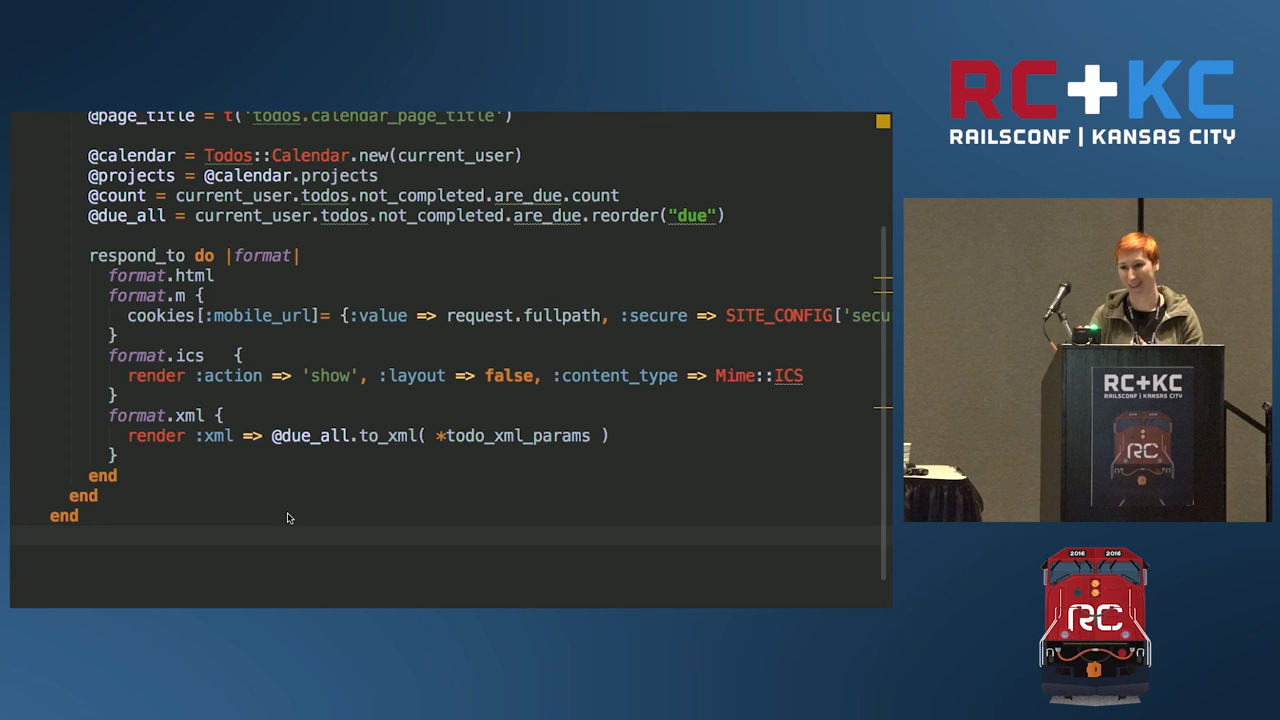 @page_title = t('todos.calendar_page_title')
@calendar = Todos::Calendar.new(current_user)
@projects = @calendar.projects
@count = current_user.todos.not_completed.are_due.count
@due_all = current_user.todos.not_completed.are_due.reorder("due")
respond_to do |format|
format.html
format.m {
cookies[:mobile_url]= {:value => request.fullpath, :secure => SITE_CONFIG['secu
}
format.ics   {
render :action => 'show', :layout => false, :content_type => Mime::ICS
}
format.xml {
render :xml => @due_all.to_xml( *todo_xml_params )
}
end
end
end
RC+KC
RAILSCONF | KANSAS CITY
RC+KC
RAILSCONF | KANSAS CITY
RC
2016 2016
RC